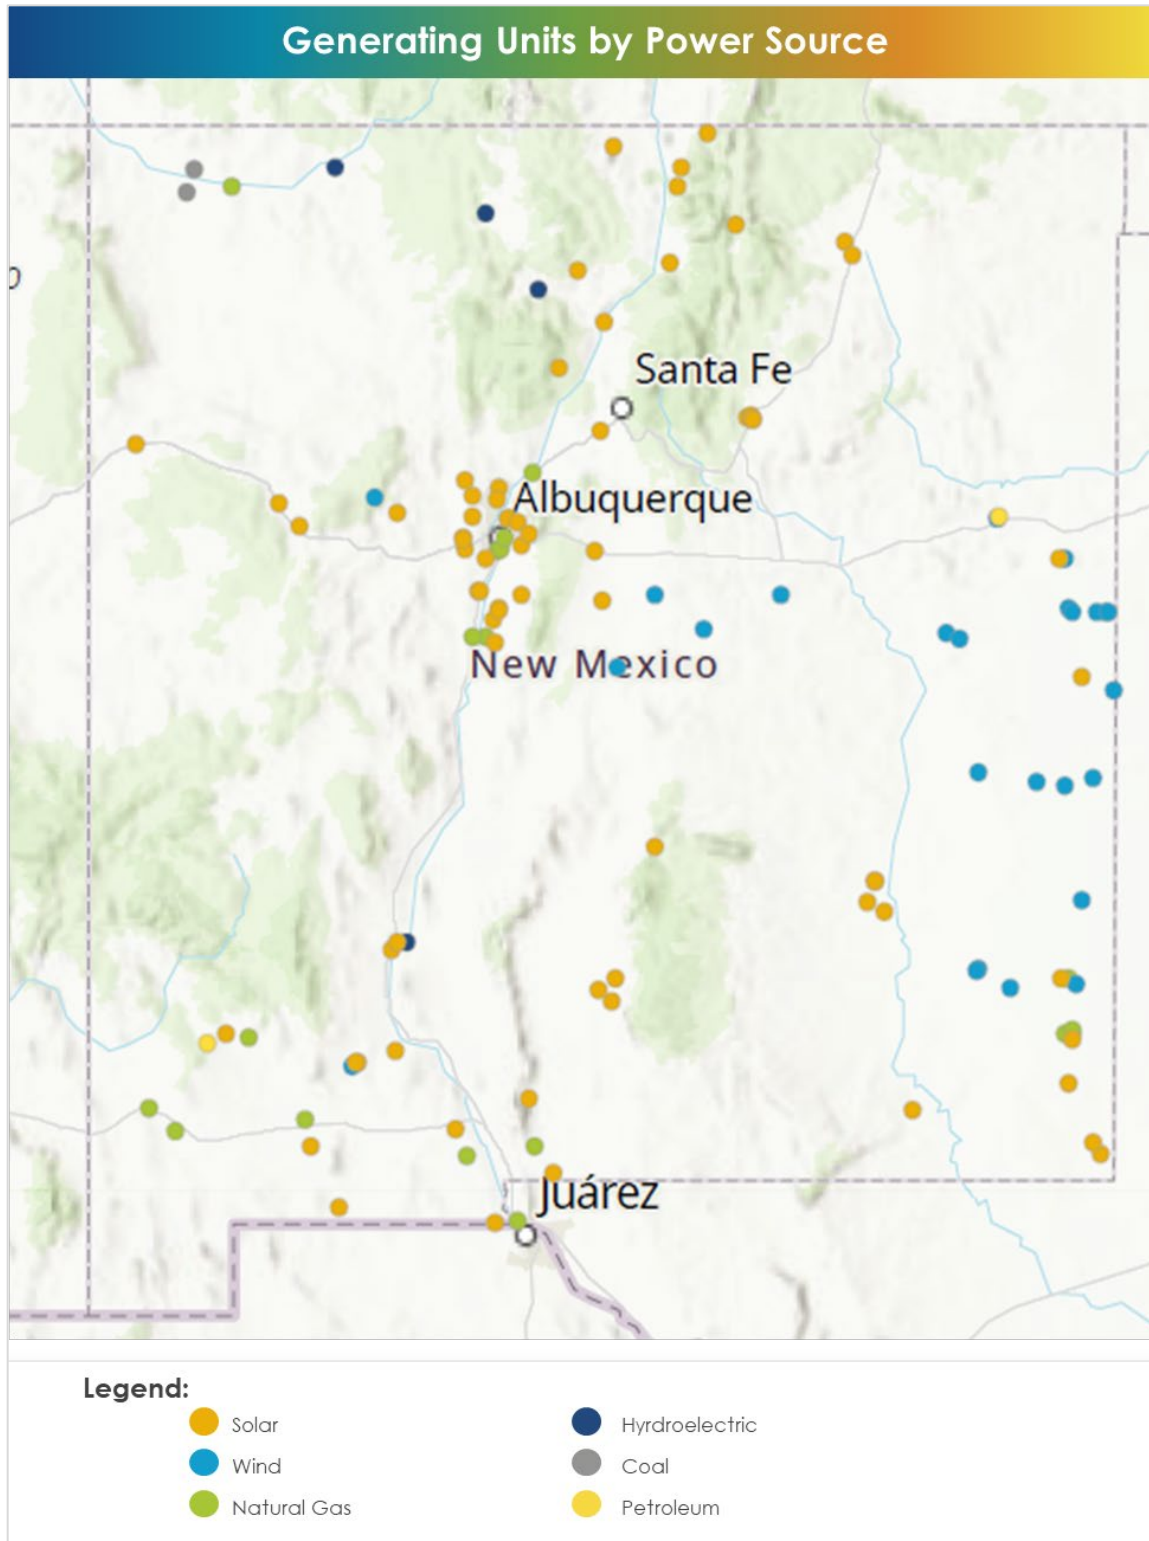 Generating Units by Power Source
Santa Fe
Albuquerque
New Mexico
Juárez
Legend:
Solar
Hyrdroelectric
Wind
Coal
Natural Gas
Petroleum